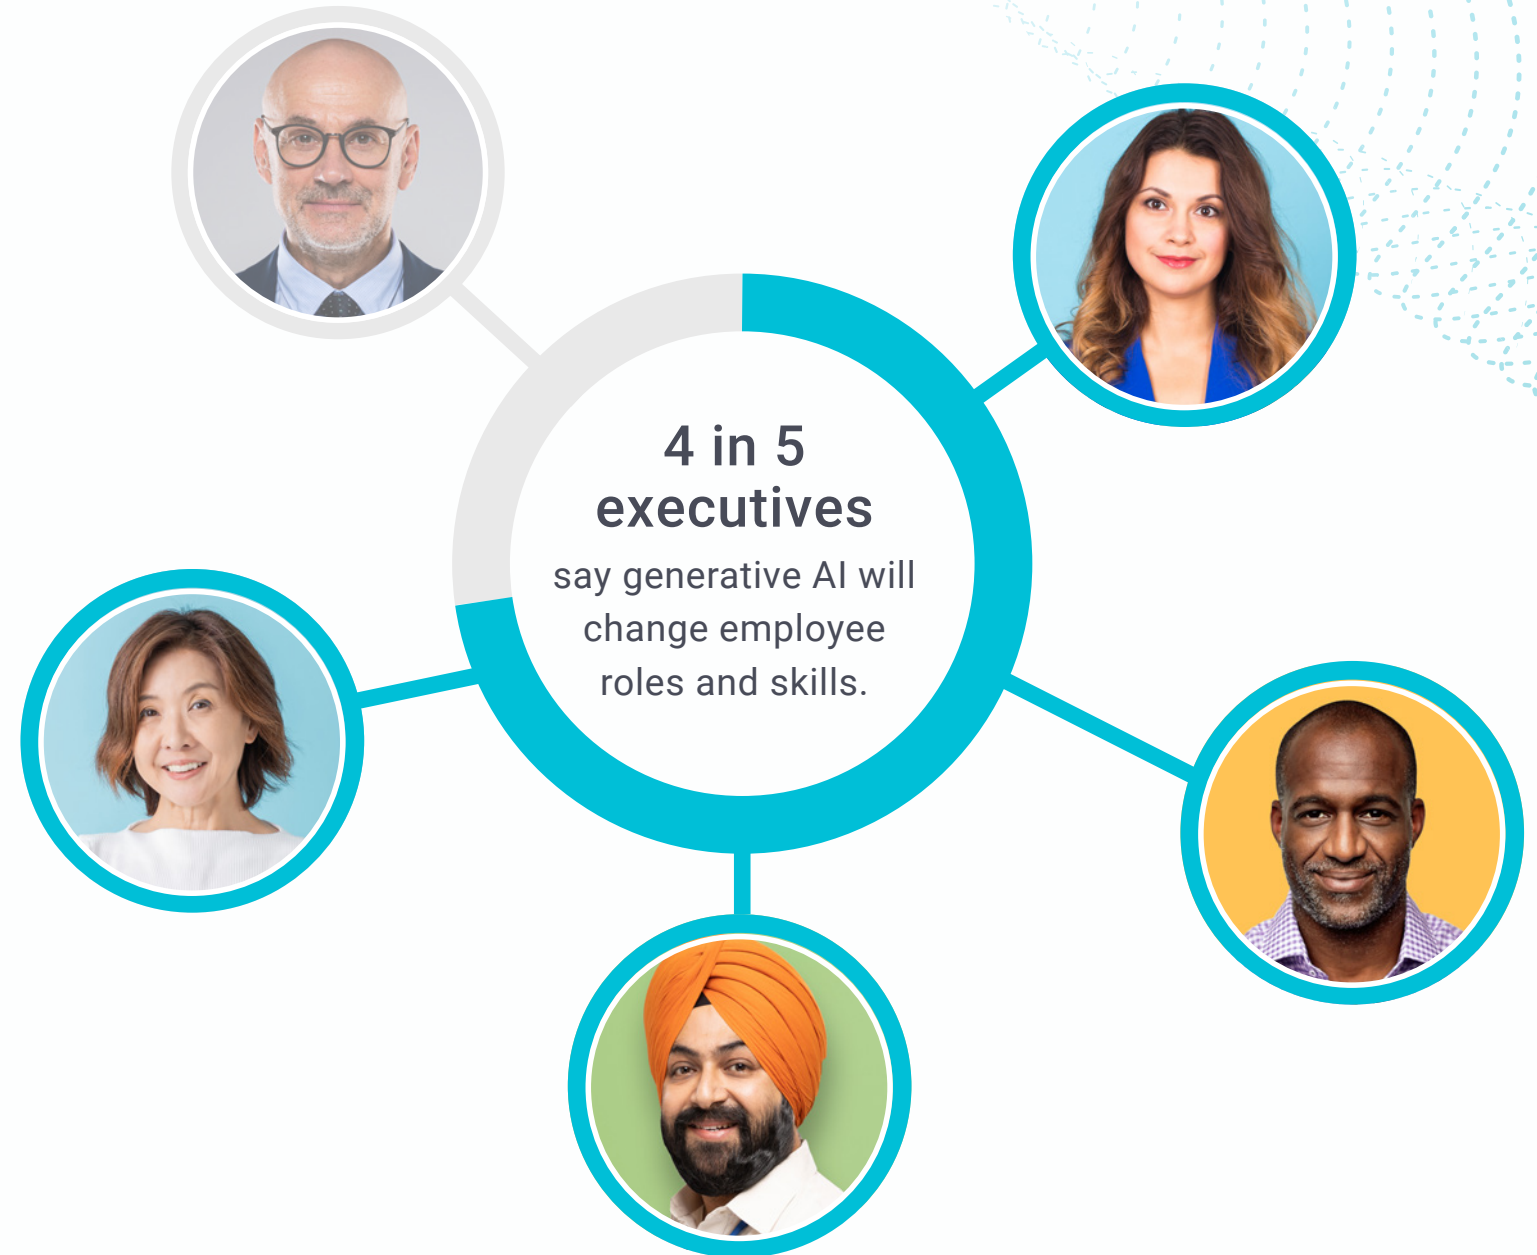 4 in 5
executives
say generative AI will
change employee
roles and skills.